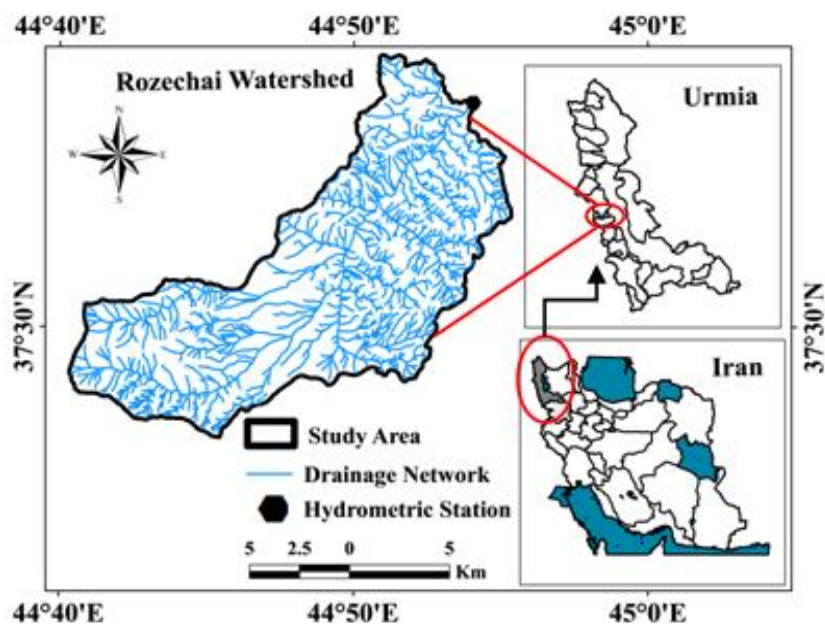 44°40'E 44°50'E 45°0'E
Rozechai Watershed
Urmia
N
W E
S
37°30'N 37°30'N
Iran
Study Area
Drainage Network
Hydrometric Station
5 2.5 0 5
Km
44°40'E 44°50'E 45°0'E